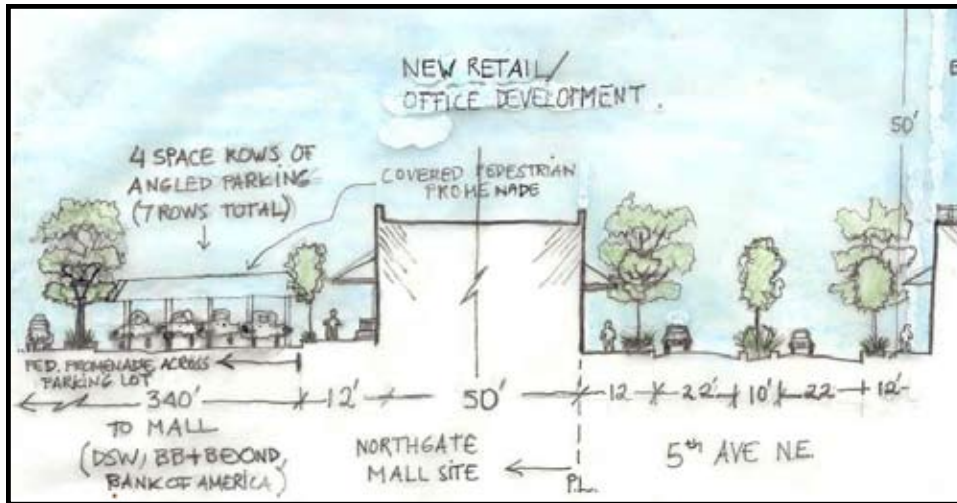 NEW RETAIL/
OFFICE DEVELOPMENT.
50'
4 SPACE ROWS OF
ANGLED PARKING
(7 ROWS TOTAL)
COVERED PEDESTRIAN
PROMENADE
PED. PROMENADE ACROSS
PARKING LOT
340'
12'
50'
12
22'
10'
22
12'
TO MALL
(DSW, BB+BEYOND,
BANK OF AMERICA)
NORTHGATE
MALL SITE
P.L.
5th AVE N.E.